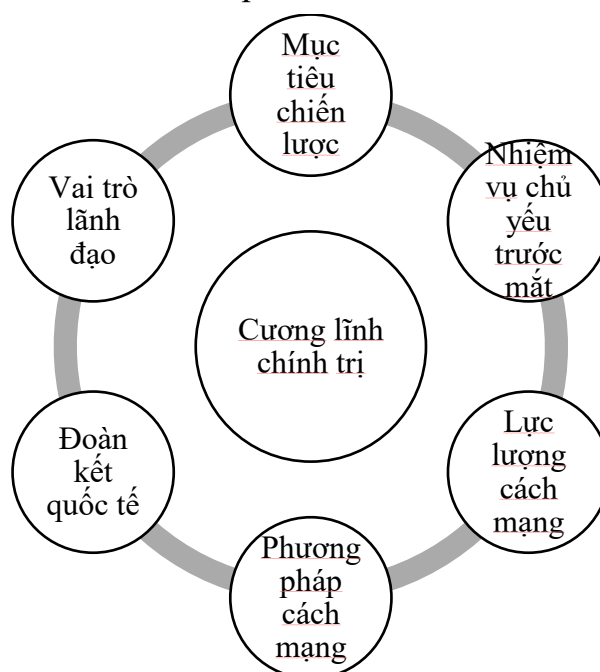 Mục
tiêu
chiến
lược
Nhiệm
vụ chủ
yếu
trước
mắt
Lực
lượng
cách
mạng
Phương
pháp
cách
mạng
Đoàn
kết
quốc tế
Vai trò
lãnh
đạo
Cương lĩnh
chính trị